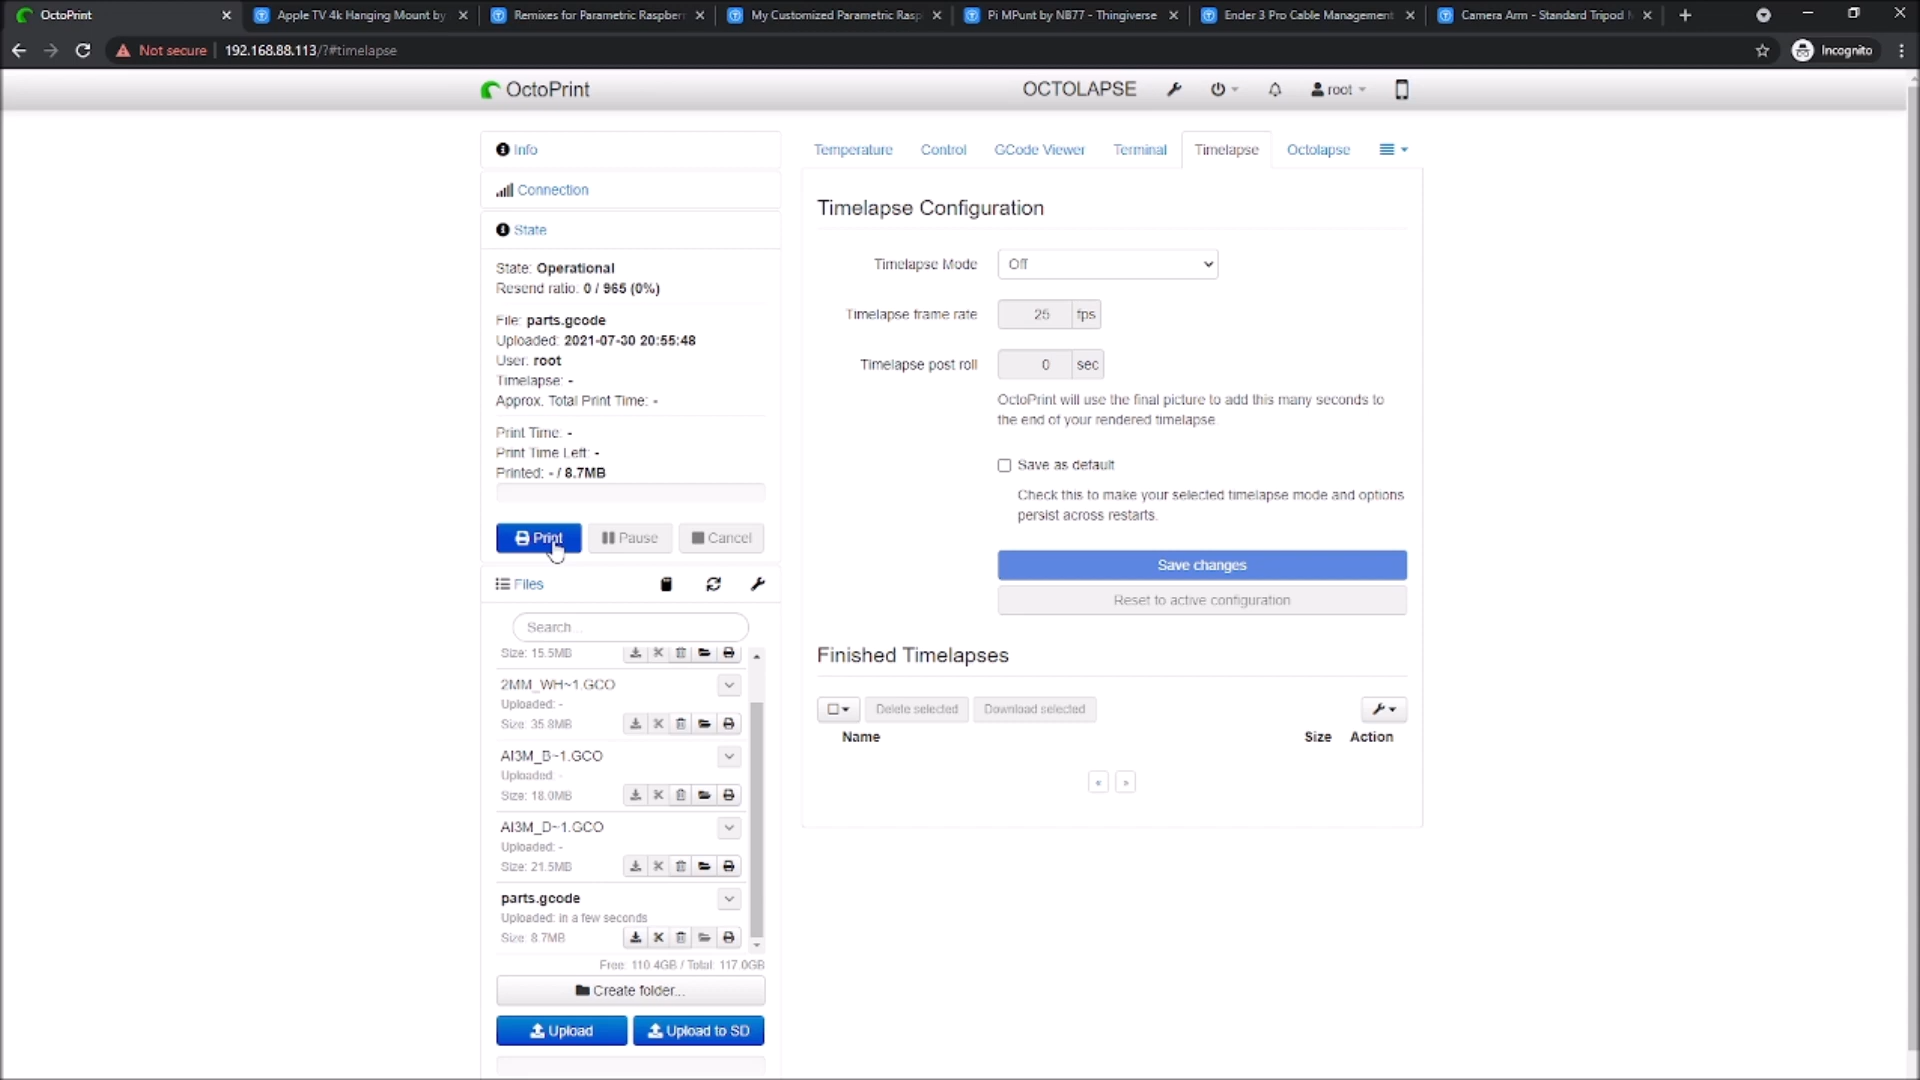 OctoPrint
Apple TV 4k Hanging Mount by
Remixes for Parametric Raspberr
My Customized Parametric Rasp
Pi MPunt by NB77 - Thingiverse
Ender 3 Pro Cable Management
Camera Arm - Standard Tripod
Not secure
192.168.88.113/?#timelapse
Incognito
OctoPrint
OCTOLAPSE
root
Info
Connection
State
State: Operational
Resend ratio: 0 / 965 (0%)
File: parts.gcode
Uploaded: 2021-07-30 20:55:48
User: root
Timelapse: -
Approx. Total Print Time: -
Print Time: -
Print Time Left: -
Printed: - / 8.7MB
Print
Pause
Cancel
Files
Search...
Size: 15.5MB
2MM_WH~1.GCO
Uploaded: -
Size: 35.8MB
AI3M_B~1.GCO
Uploaded: -
Size: 18.0MB
AI3M_D~1.GCO
Uploaded: -
Size: 21.5MB
parts.gcode
Uploaded: in a few seconds
Size: 8.7MB
Free: 110.4GB / Total: 117.0GB
Create folder...
Upload
Upload to SD
Temperature
Control
GCode Viewer
Terminal
Timelapse
Octolapse
Timelapse Configuration
Timelapse Mode
Off
Timelapse frame rate
25 fps
Timelapse post roll
0 sec
OctoPrint will use the final picture to add this many seconds to
the end of your rendered timelapse.
Save as default
Check this to make your selected timelapse mode and options
persist across restarts.
Save changes
Reset to active configuration
Finished Timelapses
Delete selected
Download selected
Name
Size
Action
«
»